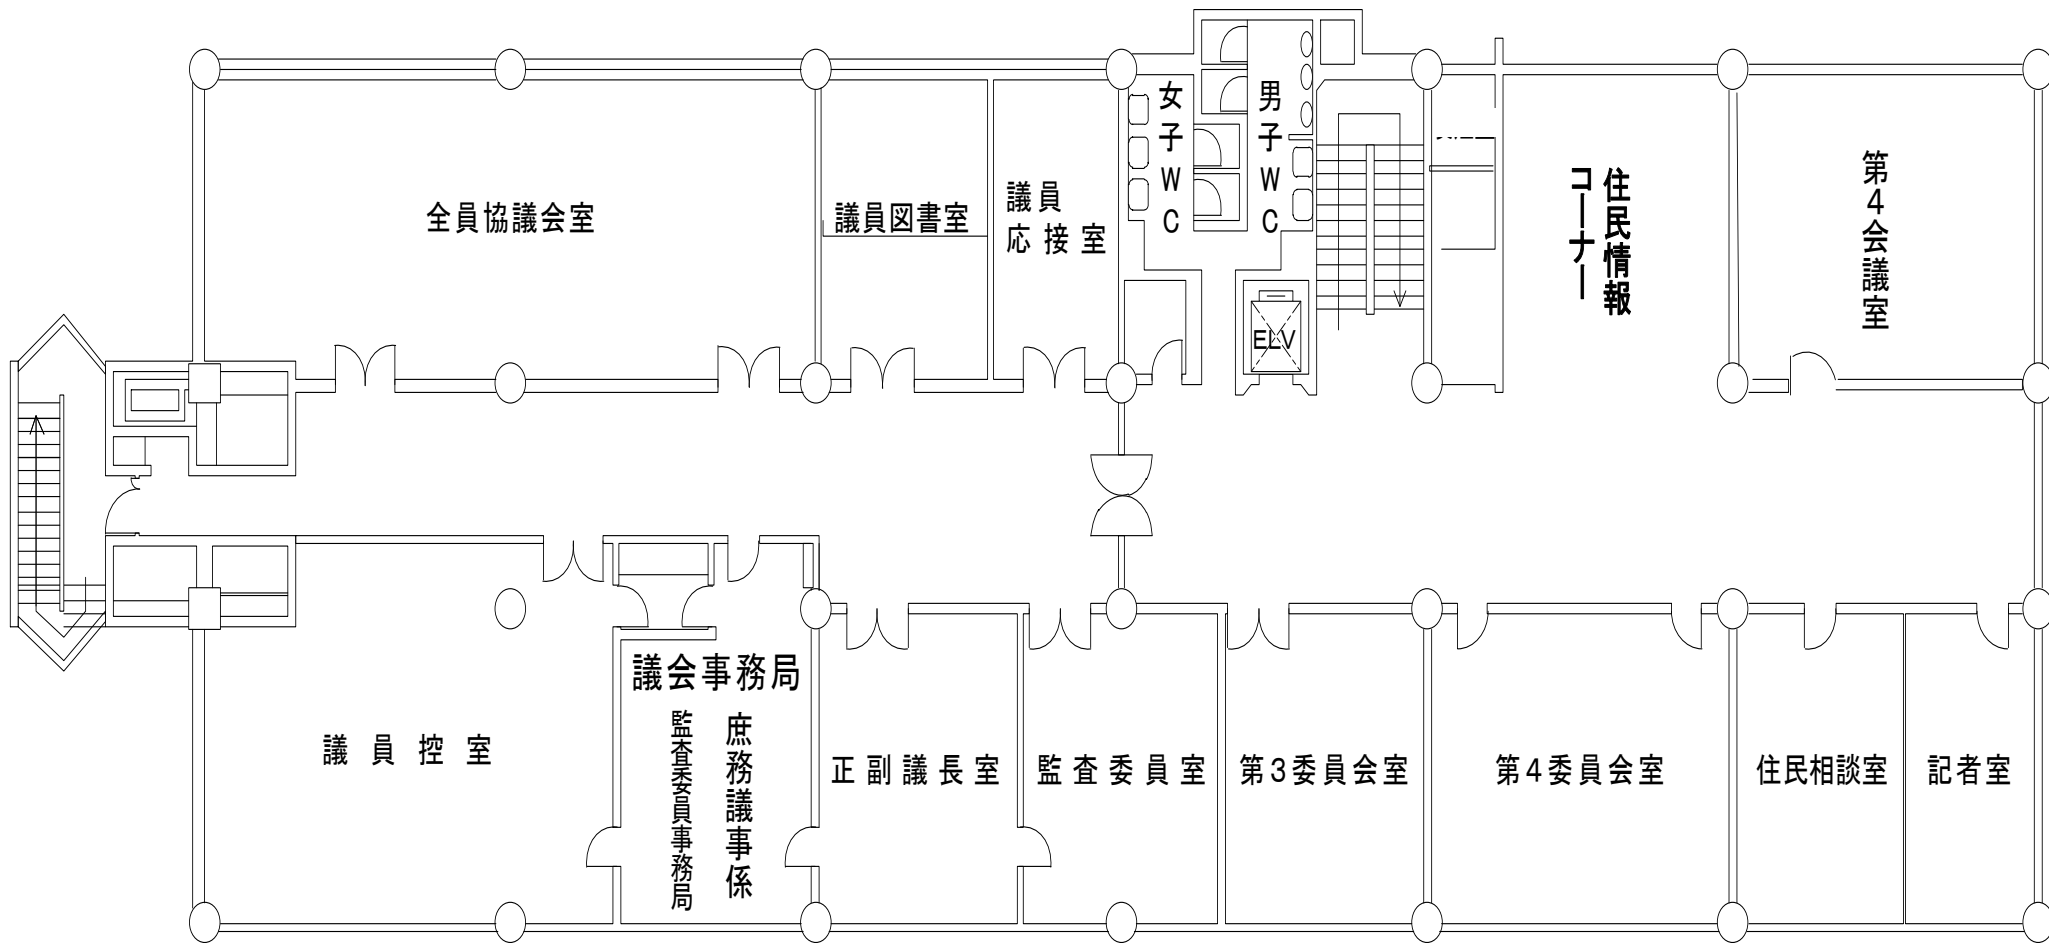 全員協議会室
議員図書室
議員
応接室
女子WC
男子WC
ELV
住民情報
コーナー
第4会議室
議員控室
議会事務局
庶務議事係
監査委員事務局
正副議長室
監査委員室
第3委員会室
第4委員会室
住民相談室
記者室